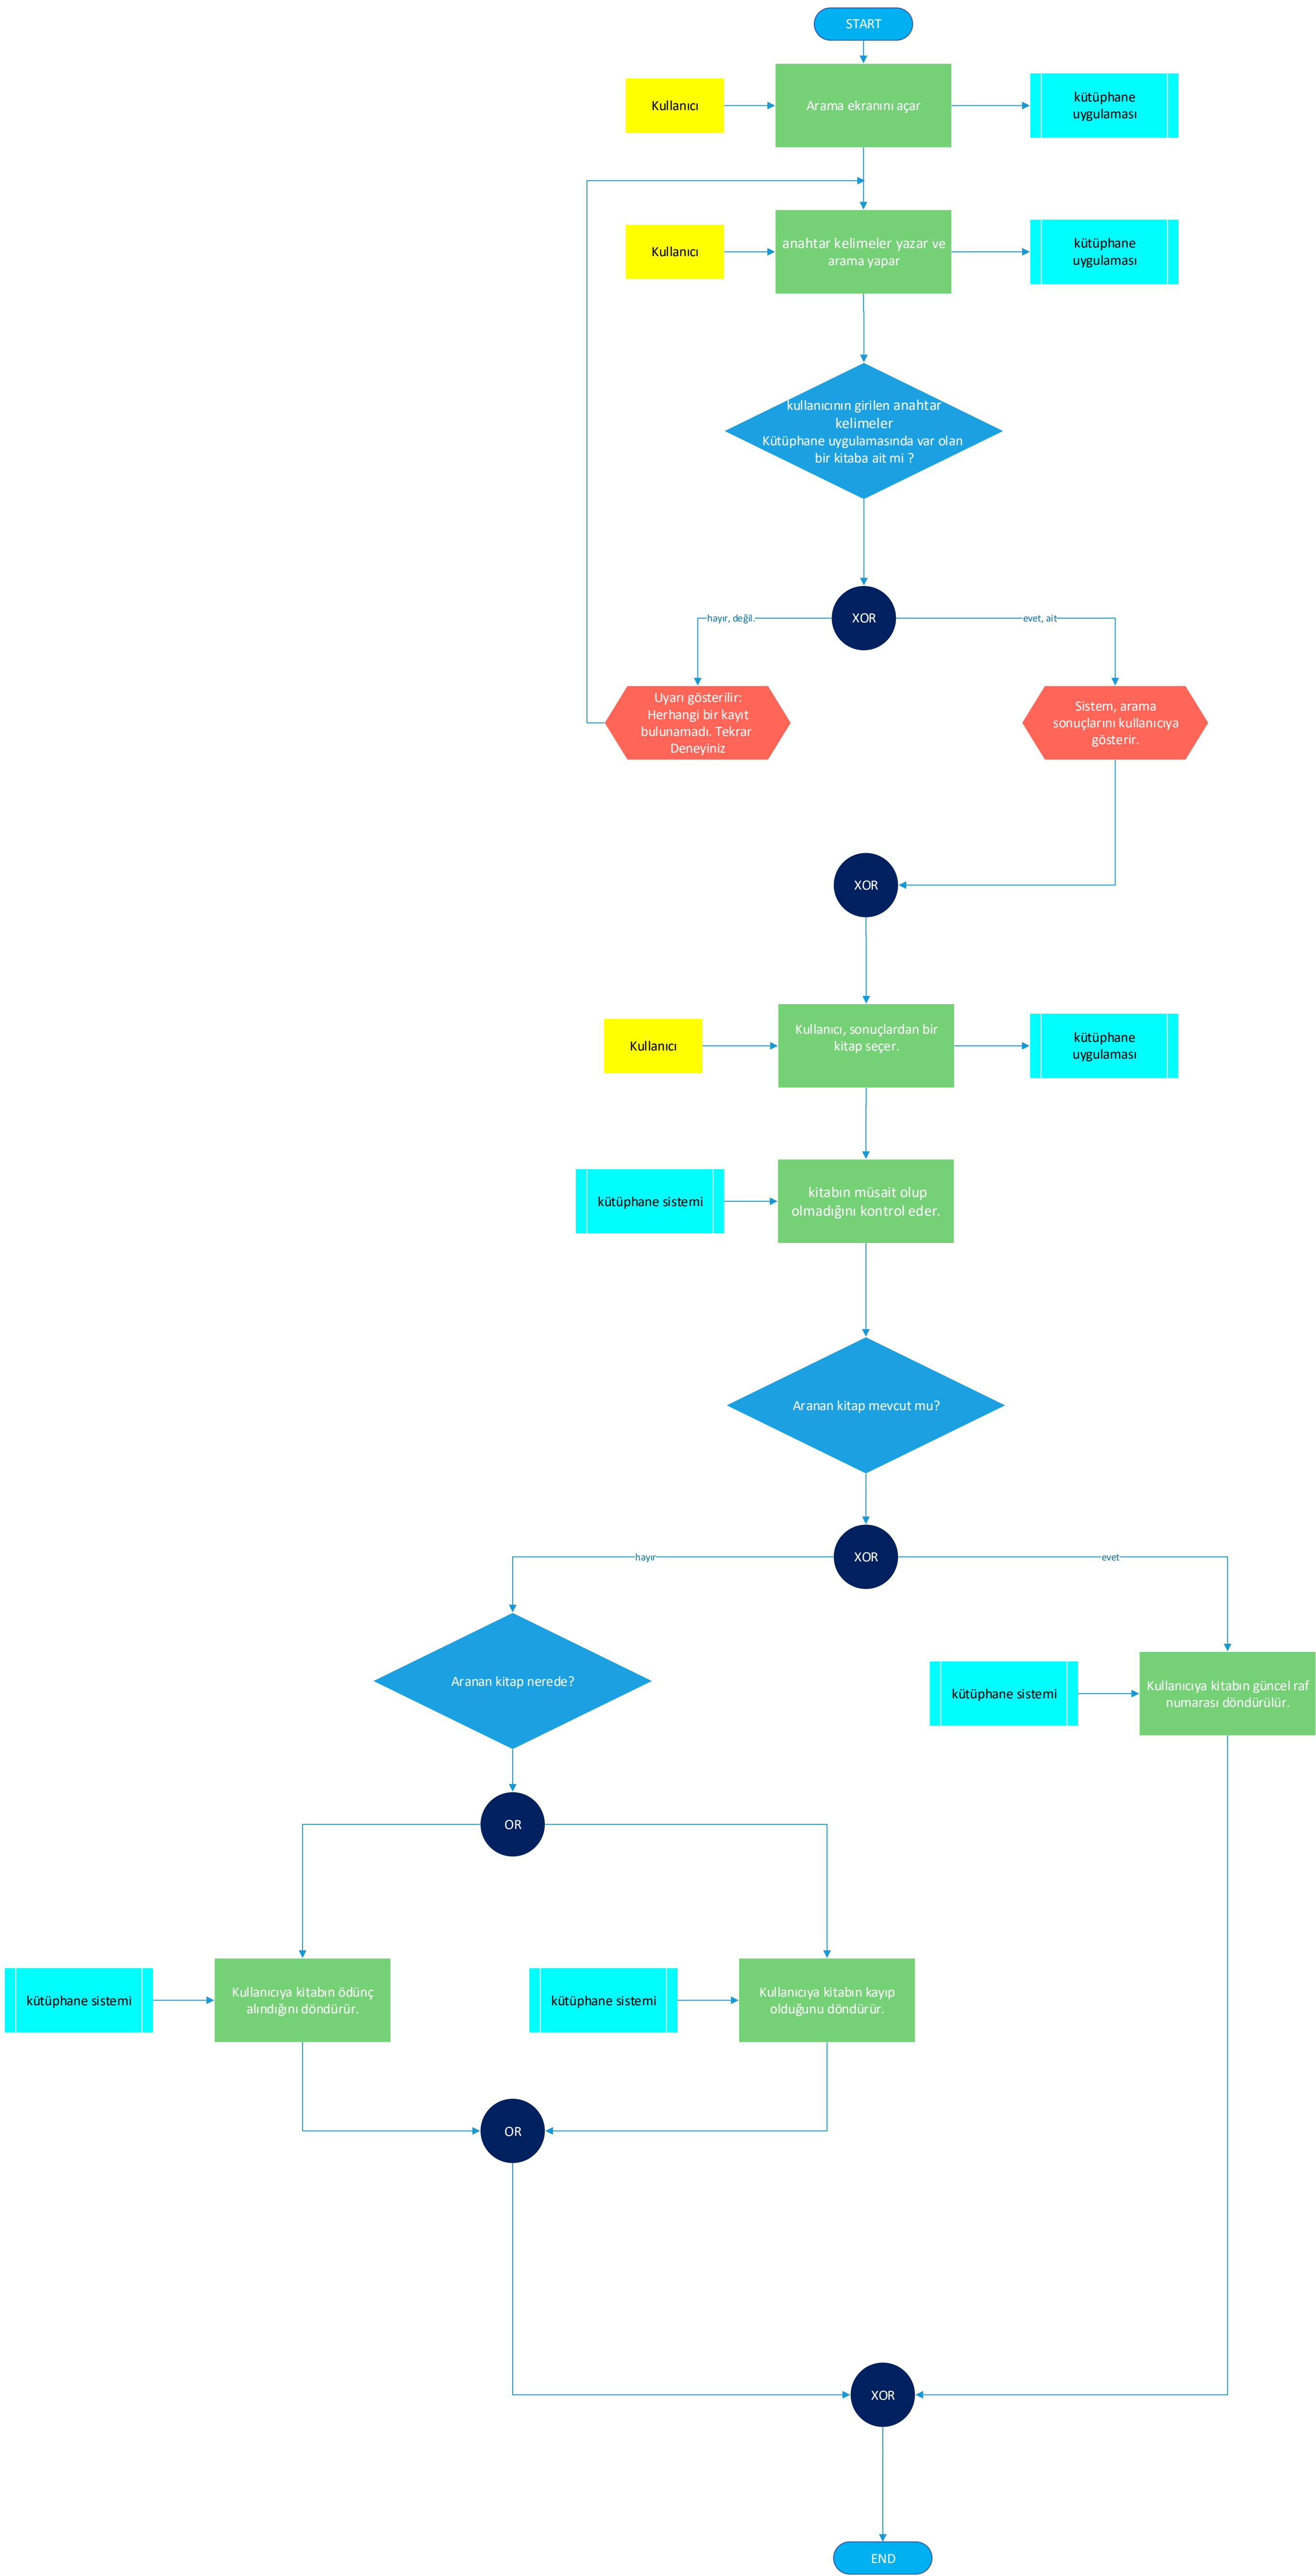 START
Kullanıcı
Arama ekranını açar
kütüphane
uygulaması
Kullanıcı
anahtar kelimeler yazar ve
arama yapar
kütüphane
uygulaması
kullanıcının girilen anahtar
kelimeler
Kütüphane uygulamasında var olan
bir kitaba ait mi ?
XOR
hayır, değil.
evet, ait
Uyarı gösterilir:
Herhangi bir kayıt
bulunamadı. Tekrar
Deneyiniz
Sistem, arama
sonuçlarını kullanıcıya
gösterir.
XOR
Kullanıcı
Kullanıcı, sonuçlardan bir
kitap seçer.
kütüphane
uygulaması
kütüphane sistemi
kitabın müsait olup
olmadığını kontrol eder.
Aranan kitap mevcut mu?
XOR
hayır
evet
Aranan kitap nerede?
kütüphane sistemi
Kullanıcıya kitabın güncel raf
numarası döndürülür.
OR
kütüphane sistemi
Kullanıcıya kitabın ödünç
alındığını döndürür.
kütüphane sistemi
Kullanıcıya kitabın kayıp
olduğunu döndürür.
OR
XOR
END